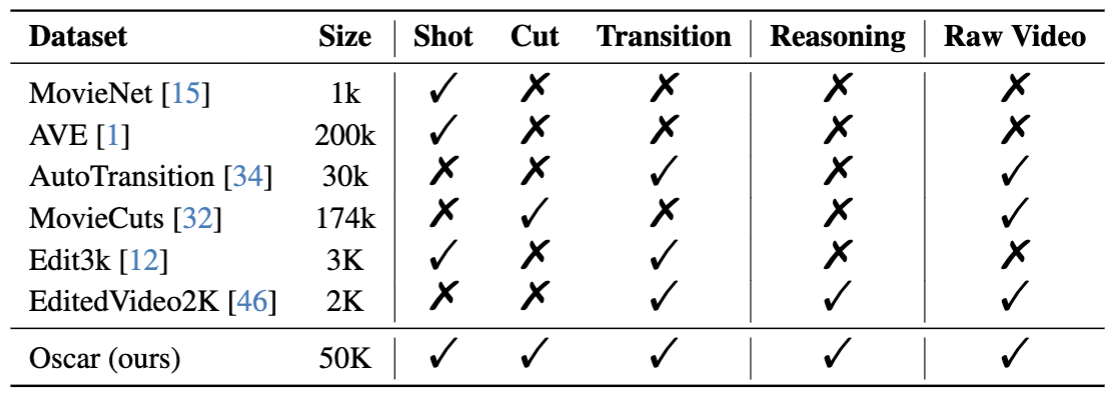 Dataset Size Shot Cut Transition Reasoning Raw Video
MovieNet [15] 1k ✓ ✗ ✗ ✗ ✗
AVE [1] 200k ✓ ✗ ✗ ✗ ✗
AutoTransition [34] 30k ✗ ✗ ✓ ✗ ✓
MovieCuts [32] 174k ✗ ✓ ✗ ✗ ✓
Edit3k [12] 3K ✓ ✗ ✓ ✗ ✗
EditedVideo2K [46] 2K ✗ ✗ ✓ ✓ ✓
Oscar (ours) 50K ✓ ✓ ✓ ✓ ✓